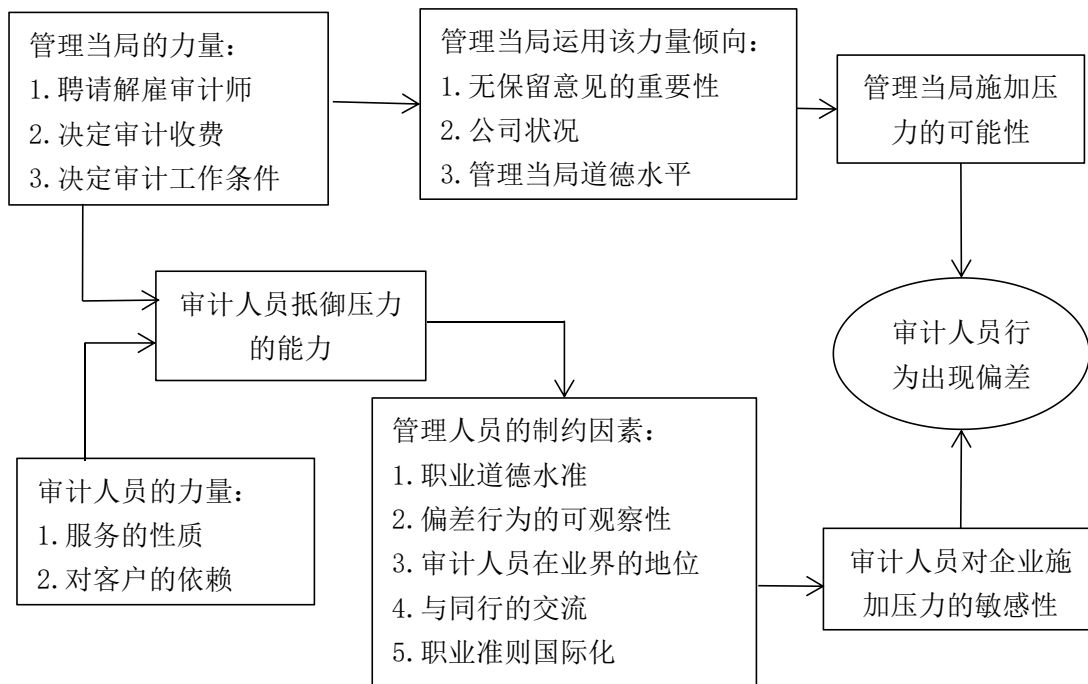 管理当局的力量：
1.聘请解雇审计师
2.决定审计收费
3.决定审计工作条件
管理当局运用该力量倾向：
1.无保留意见的重要性
2.公司状况
3.管理当局道德水平
管理当局施加压
力的可能性
审计人员抵御压力
的能力
审计人员行
为出现偏差
管理人员的制约因素：
1.职业道德水准
2.偏差行为的可观察性
3.审计人员在业界的地位
4.与同行的交流
5.职业准则国际化
审计人员的力量：
1.服务的性质
2.对客户的依赖
审计人员对企业施
加压力的敏感性